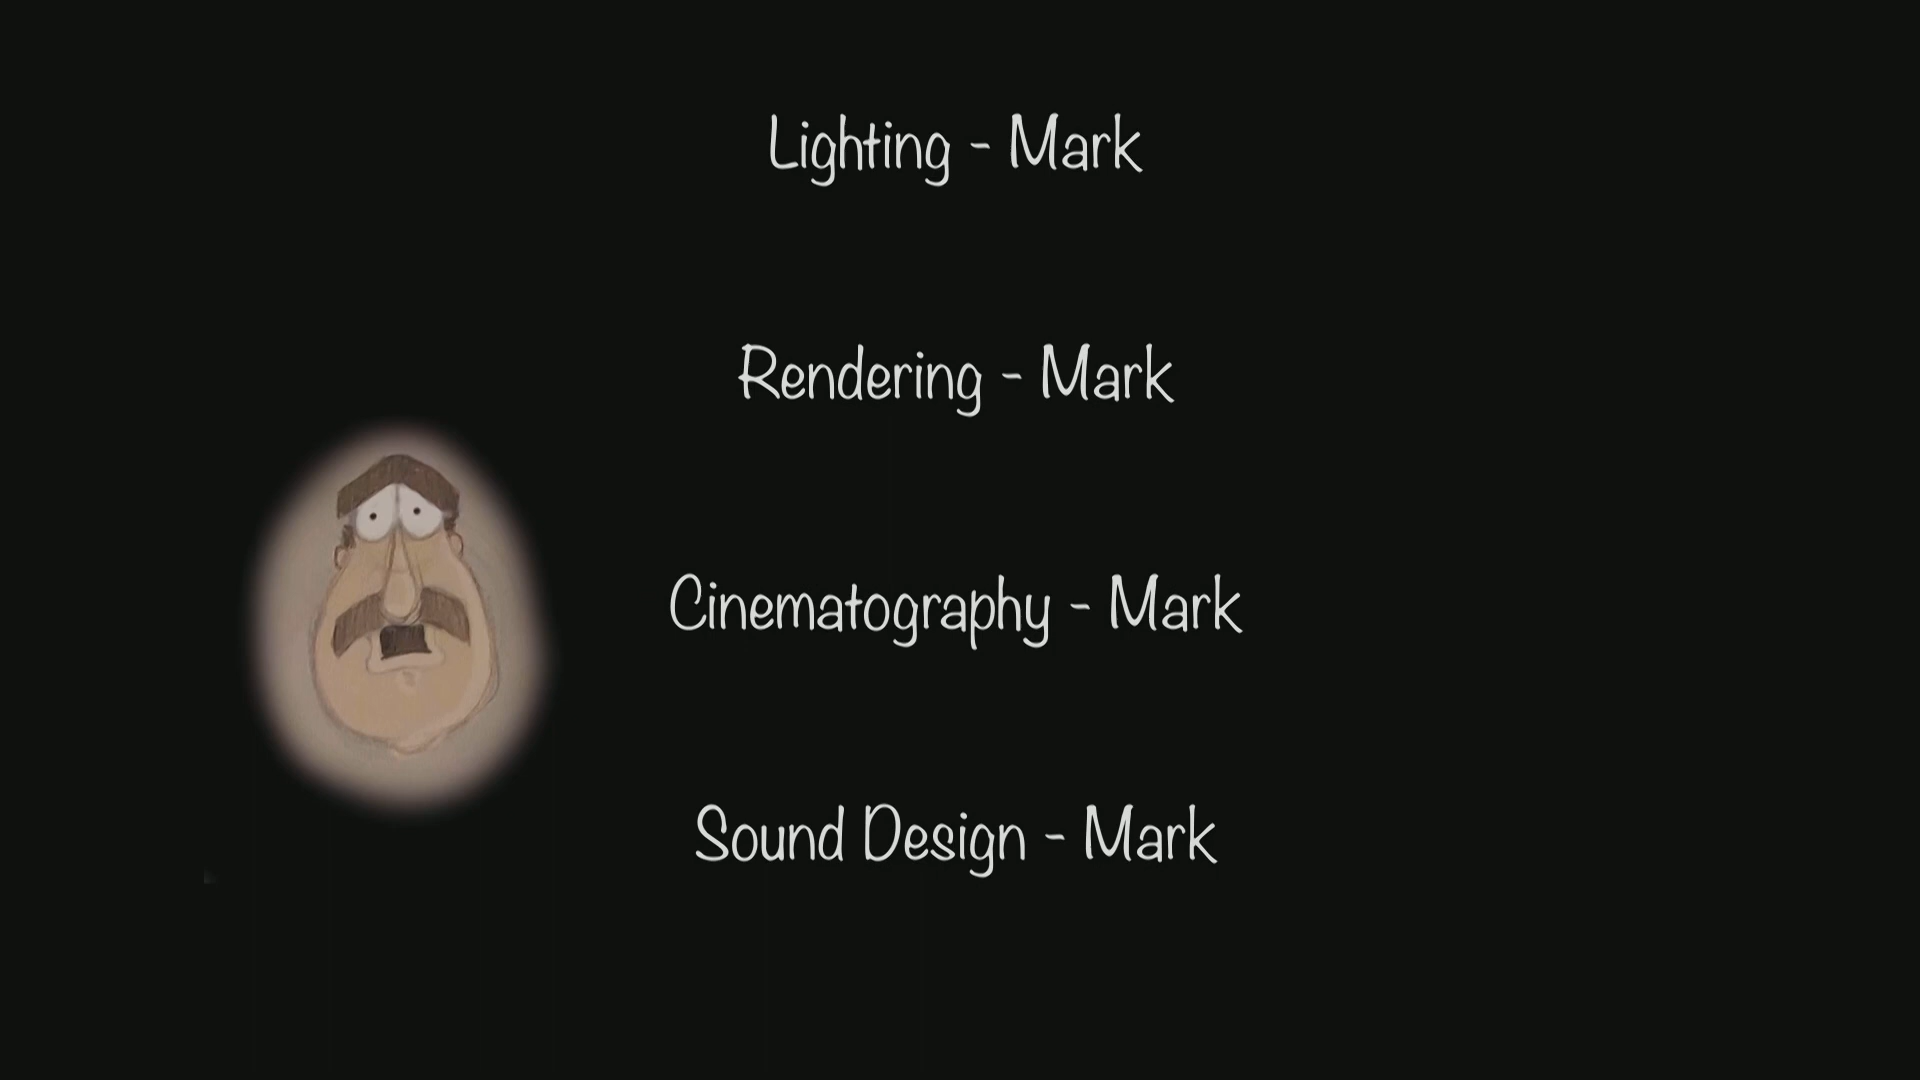 Lighting - Mark
Rendering - Mark
Cinematography - Mark
Sound Design - Mark